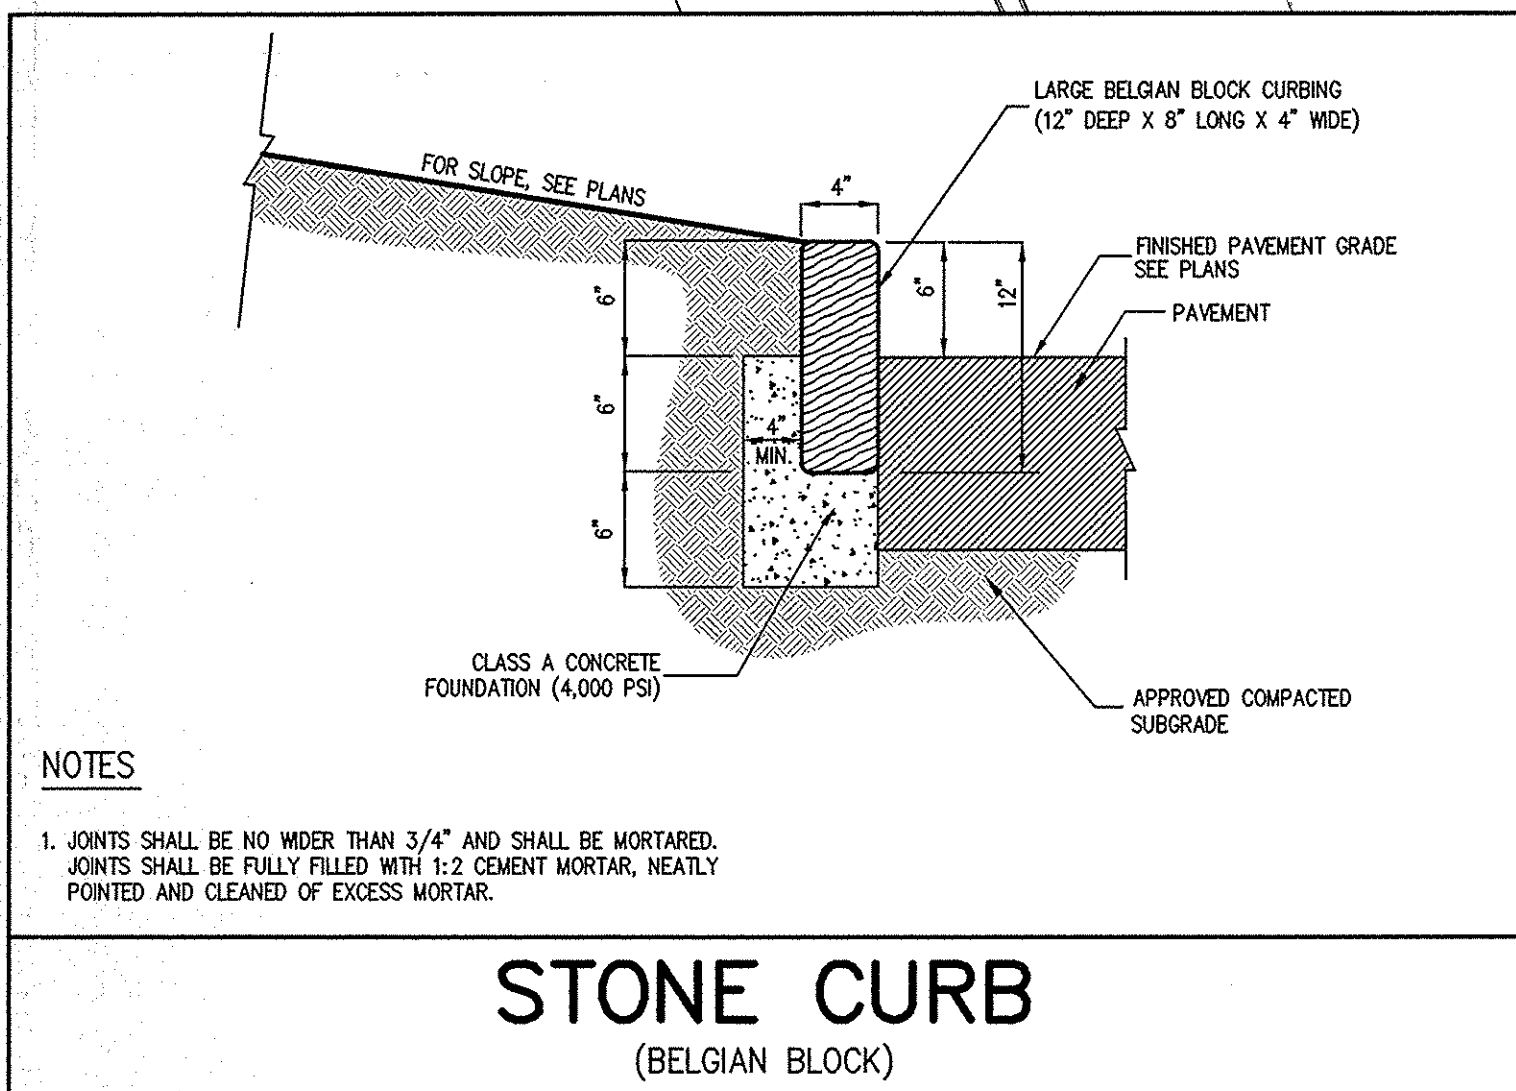 LARGE BELGIAN BLOCK CURBING
(12" DEEP X 8" LONG X 4" WIDE)
FOR SLOPE, SEE PLANS
4"
FINISHED PAVEMENT GRADE
SEE PLANS
PAVEMENT
6"
6"
12"
6"
4"
MIN.
6"
CLASS A CONCRETE
FOUNDATION (4,000 PSI)
APPROVED COMPACTED
SUBGRADE
NOTES
1. JOINTS SHALL BE NO WIDER THAN 3/4" AND SHALL BE MORTARED.
JOINTS SHALL BE FULLY FILLED WITH 1:2 CEMENT MORTAR, NEATLY
POINTED AND CLEANED OF EXCESS MORTAR.
STONE CURB
(BELGIAN BLOCK)